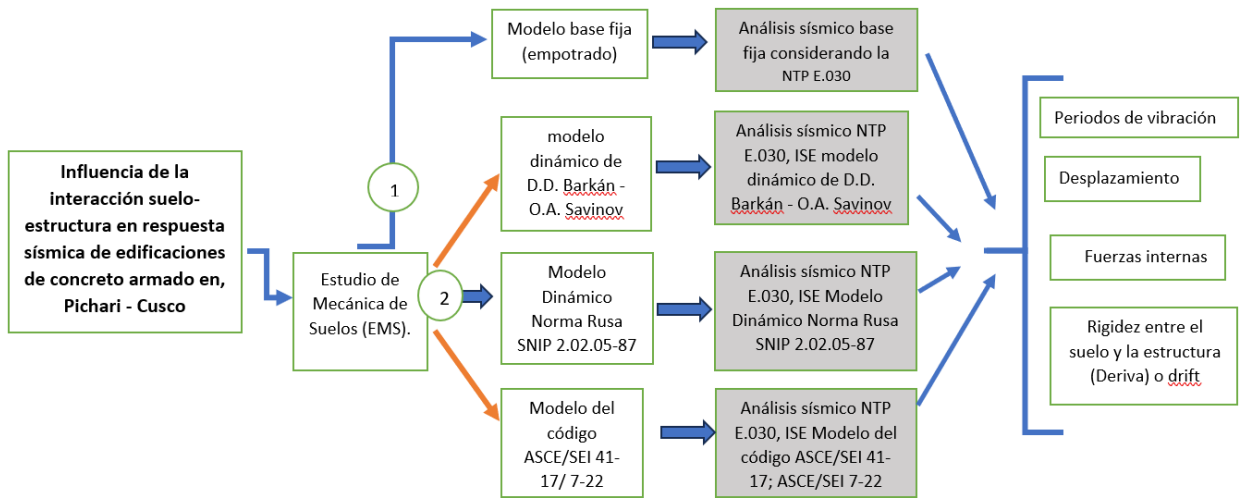 Influencia de la
interacción suelo-
estructura en respuesta
sísmica de edificaciones
de concreto armado en,
Pichari - Cusco
Estudio de
Mecánica de
Suelos (EMS).
1
2
Modelo base fija
(empotrado)
Análisis sísmico base
fija considerando la
NTP E.030
modelo
dinámico de
D.D. Barkán -
O.A. Savinov
Análisis sísmico NTP
E.030, ISE modelo
dinámico de D.D.
Barkán - O.A. Savinov
Modelo
Dinámico
Norma Rusa
SNIP 2.02.05-87
Análisis sísmico NTP
E.030, ISE Modelo
Dinámico Norma Rusa
SNIP 2.02.05-87
Modelo del
código
ASCE/SEI 41-
17/ 7-22
Análisis sísmico NTP
E.030, ISE Modelo del
código ASCE/SEI 41-
17; ASCE/SEI 7-22
Periodos de vibración
Desplazamiento
Fuerzas internas
Rigidez entre el
suelo y la estructura
(Deriva) o drift